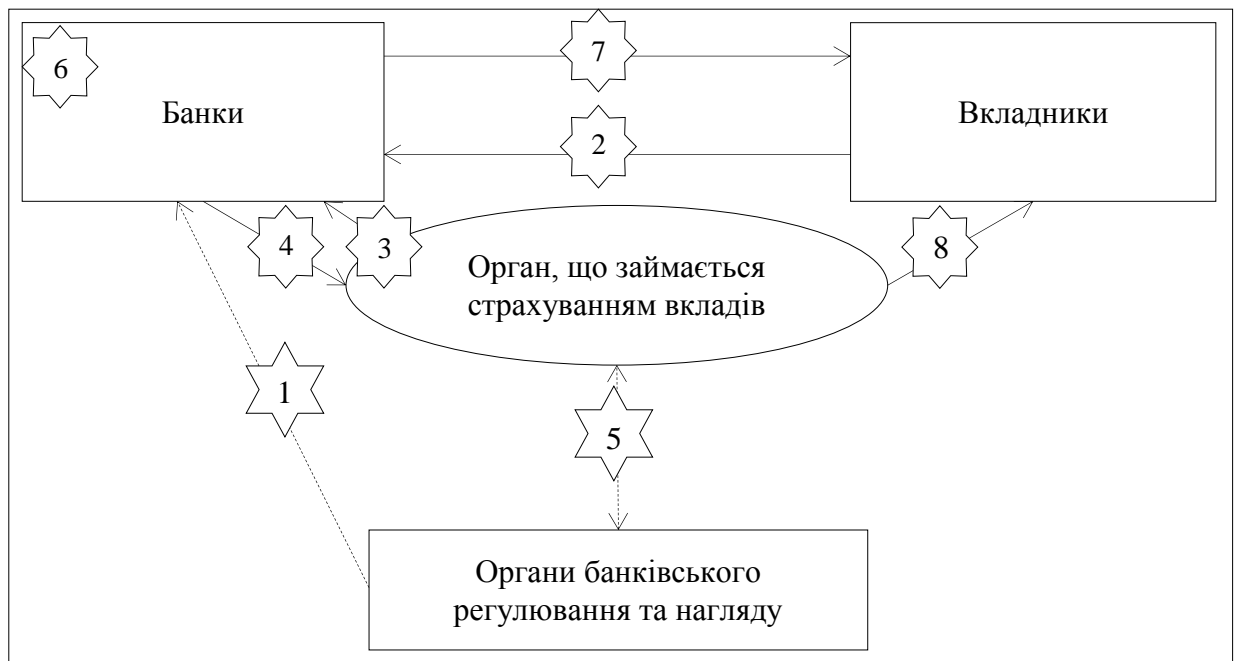 6
7
Банки
Вкладники
2
4
3
8
Орган, що займається
страхуванням вкладів
1
5
Органи банківського
регулювання та нагляду